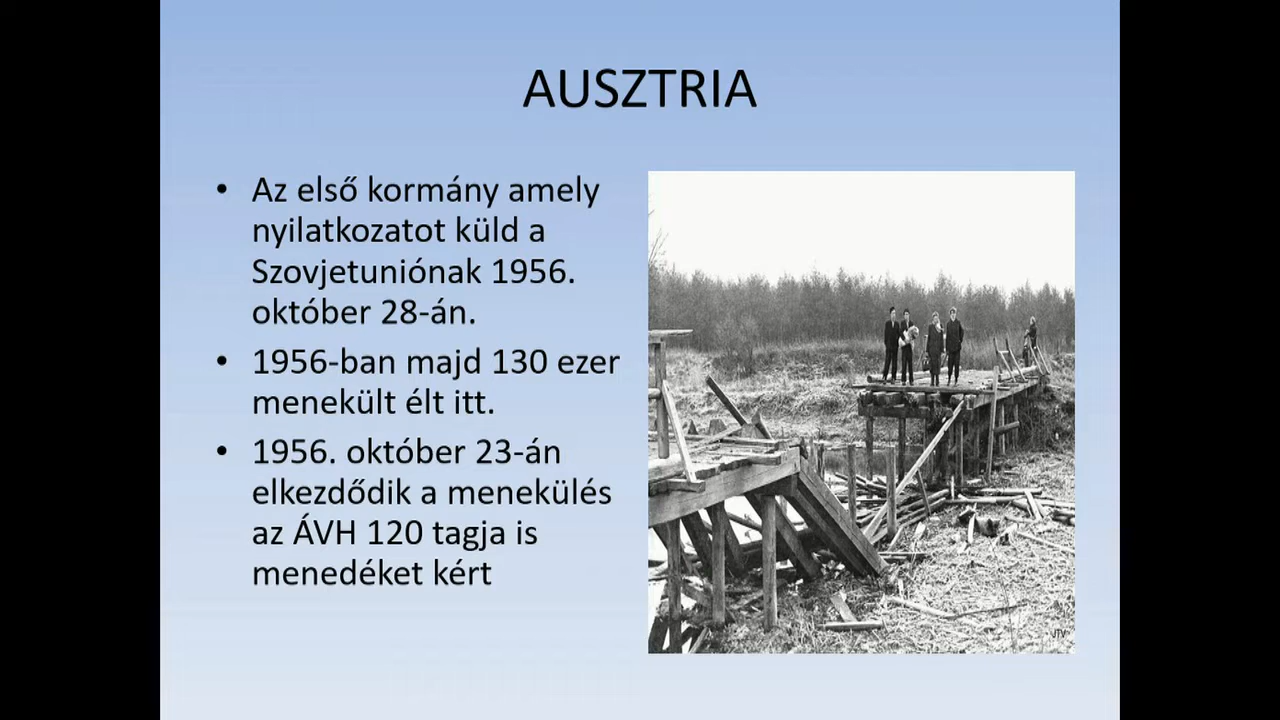 AUSZTRIA
• Az első kormány amely
nyilatkozatot küld a
Szovjetuniónak 1956.
október 28-án.
• 1956-ban majd 130 ezer
menekült élt itt.
• 1956. október 23-án
elkezdődik a menekülés
az ÁVH 120 tagja is
menedéket kért
JTV